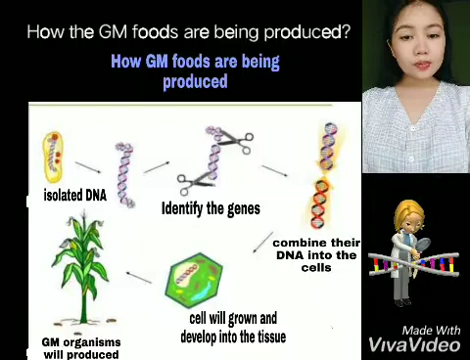 How the GM foods are being produced?
How GM foods are being
produced
isolated DNA
Identify the genes
combine their
DNA into the
cells
cell will grown and
develop into the tissue
GM organisms
will produced
Made With
VivaVideo